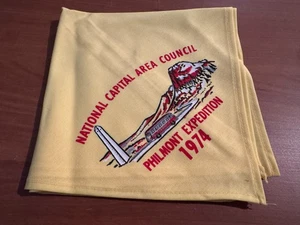 NATIONAL CAPITAL AREA COUNCIL
PHILMONT EXPEDITION
1974